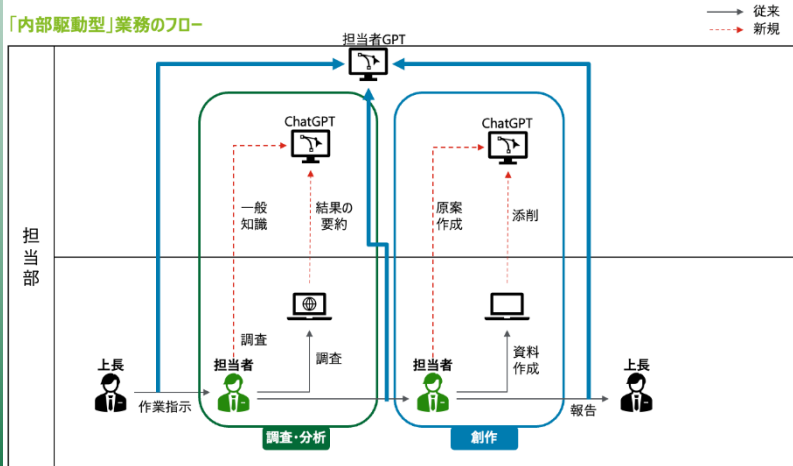 「内部駆動型」業務のフロー
従来
新規
担当者GPT
ChatGPT
ChatGPT
一般
知識
結果の
要約
原案
作成
添削
担当部
調査
調査
資料
作成
上長
担当者
担当者
上長
作業指示
報告
調査・分析
創作